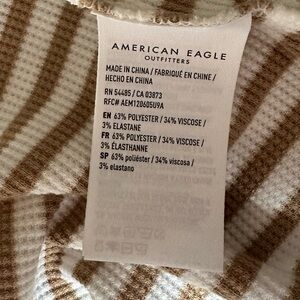 AMERICAN EAGLE
OUTFITTERS
MADE IN CHINA / FABRIQUÉ EN CHINE /
HECHO EN CHINA
RN 54485 / CA 03873
RFC# AEM120605U9A
EN 63% POLYESTER / 34% VISCOSE /
3% ELASTANE
FR 63% POLYESTER / 34% VISCOSE /
3% ÉLASTHANNE
SP 63% poliéster / 34% viscosa /
3% elastano